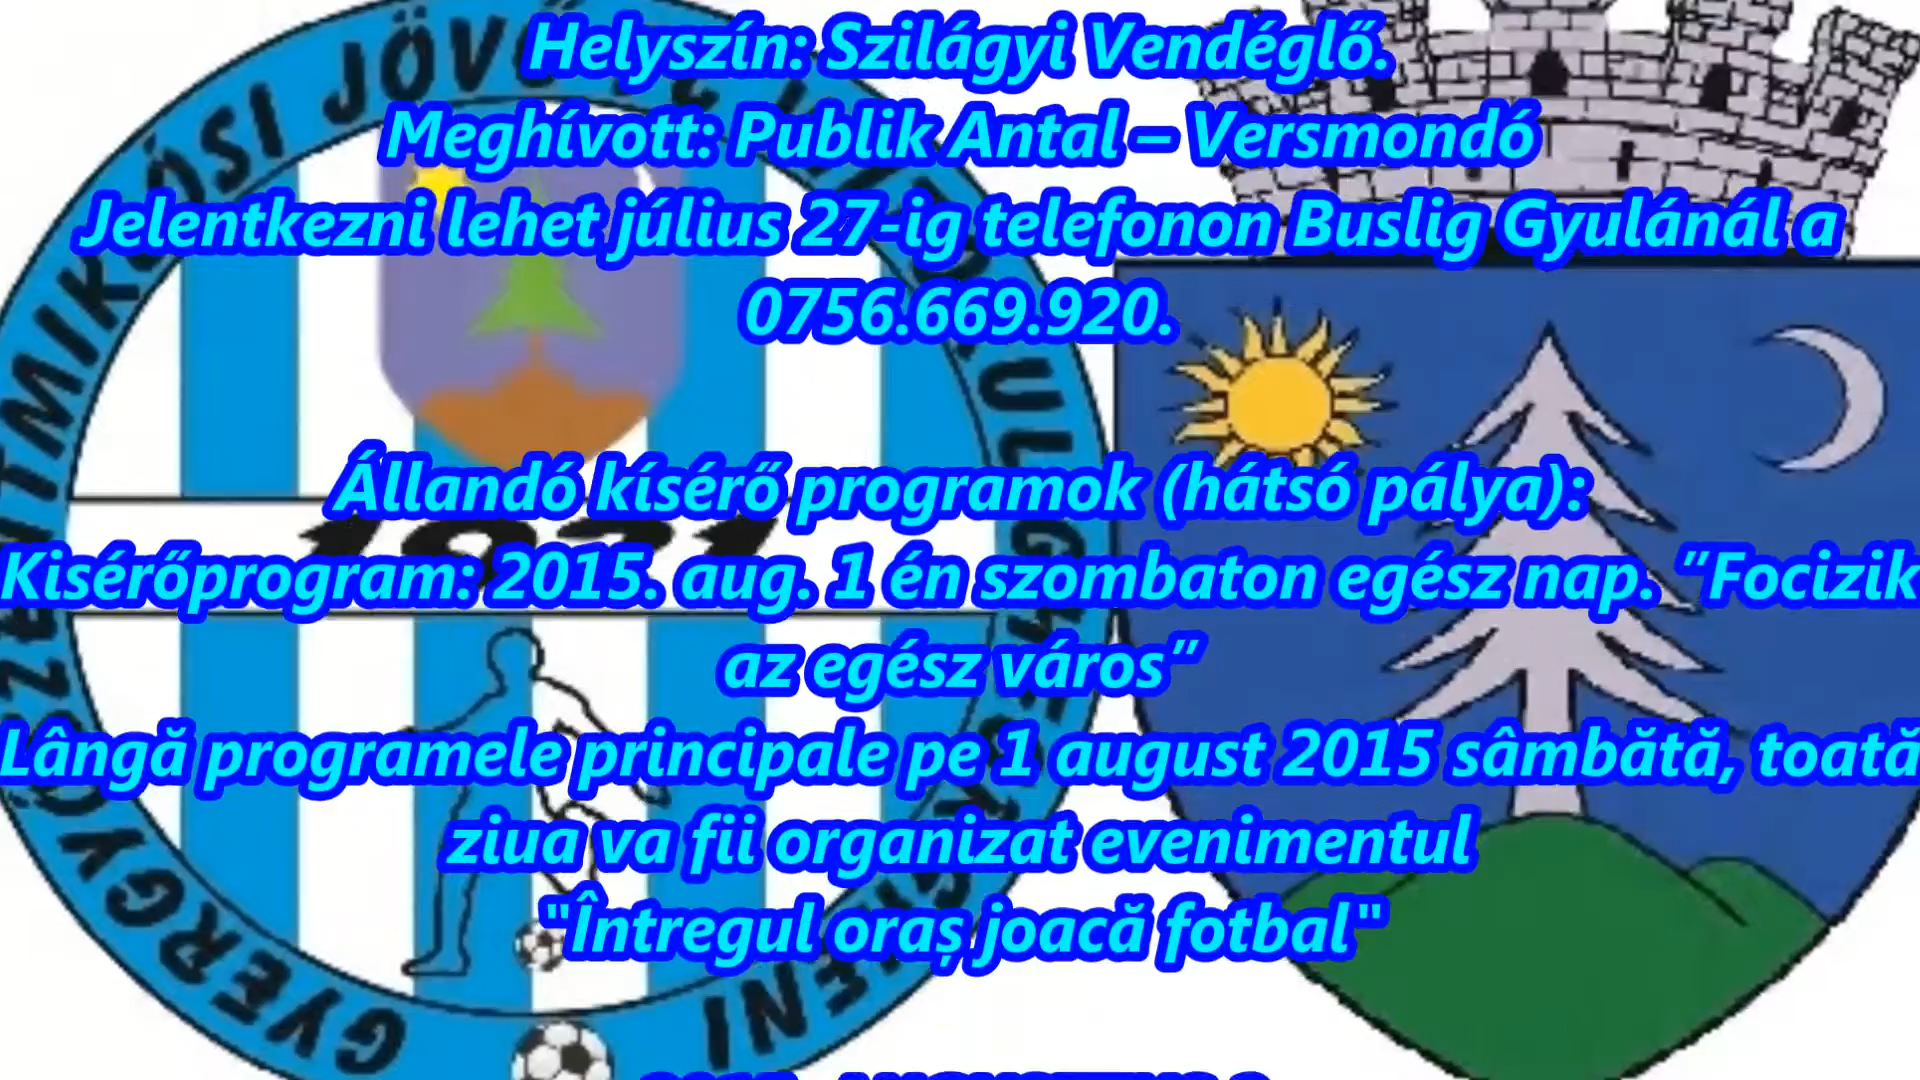 Helyszín: Szilágyi Vendéglő.
Meghívott: Publik Antal – Versmondó
Jelentkezni lehet július 27-ig telefonon Buslig Gyulánál a
0756.669.920.
Állandó kísérő programok (hátsó pálya):
Kisérőprogram: 2015. aug. 1 én szombaton egész nap. ”Focizik
az egész város”
Lângă programele principale pe 1 august 2015 sâmbătă, toată
ziua va fii organizat evenimentul
"Întregul oraș joacă fotbal"
1921